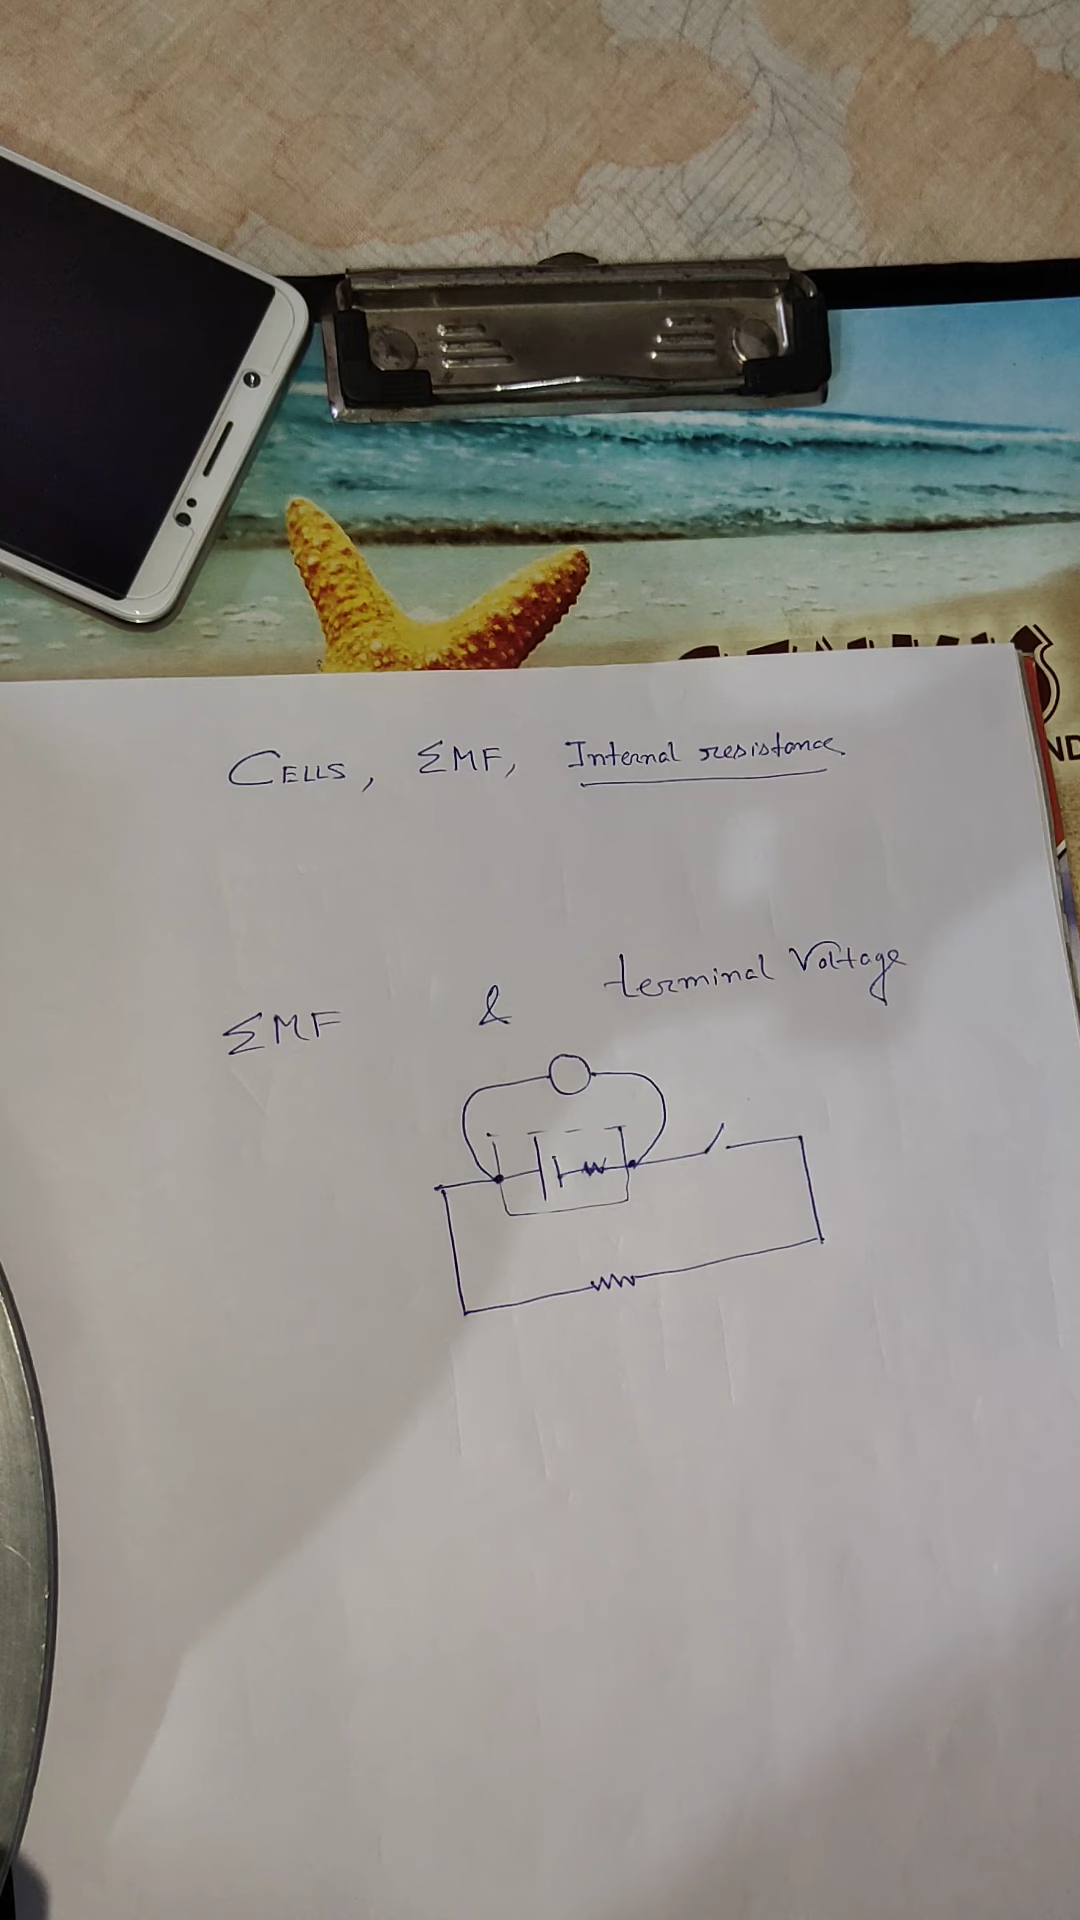 CELLS, EMF, Internal resistance
EMF & terminal Voltage